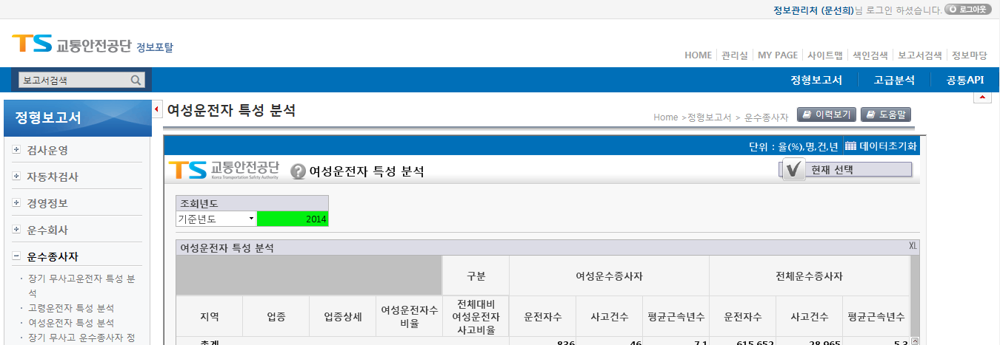 정보관리처 (문선희)님 로그인 하셨습니다. 로그아웃
TS 교통안전공단 정보포탈
HOME 관리실 MY PAGE 사이트맵 색인검색 보고서검색 정보마당
보고서검색 정형보고서 고급분석 공통API
정형보고서
여성운전자 특성 분석
Home >정형보고서 > 운수종사자 이력보기 도움말
검사운영
자동차검사
경영정보
운수회사
운수종사자
· 장기 무사고운전자 특성 분
석
· 고령운전자 특성 분석
· 여성운전자 특성 분석
· 장기 무사고 운수종사자 정
단위 : 율(%),명,건,년 데이터초기화
TS 교통안전공단 ? 여성운전자 특성 분석 현재 선택
Korea Transportation Safety Authority
조회년도
기준년도 2014
여성운전자 특성 분석 XL
구분 여성운수종사자 전체운수종사자
지역 업종 업종상세 여성운전자수
비율 전체대비
여성운전자
사고비율 운전자수 사고건수 평균근속년수 운전자수 사고건수 평균근속년수
총계 836 46 7.1 615,652 28,965 5.3